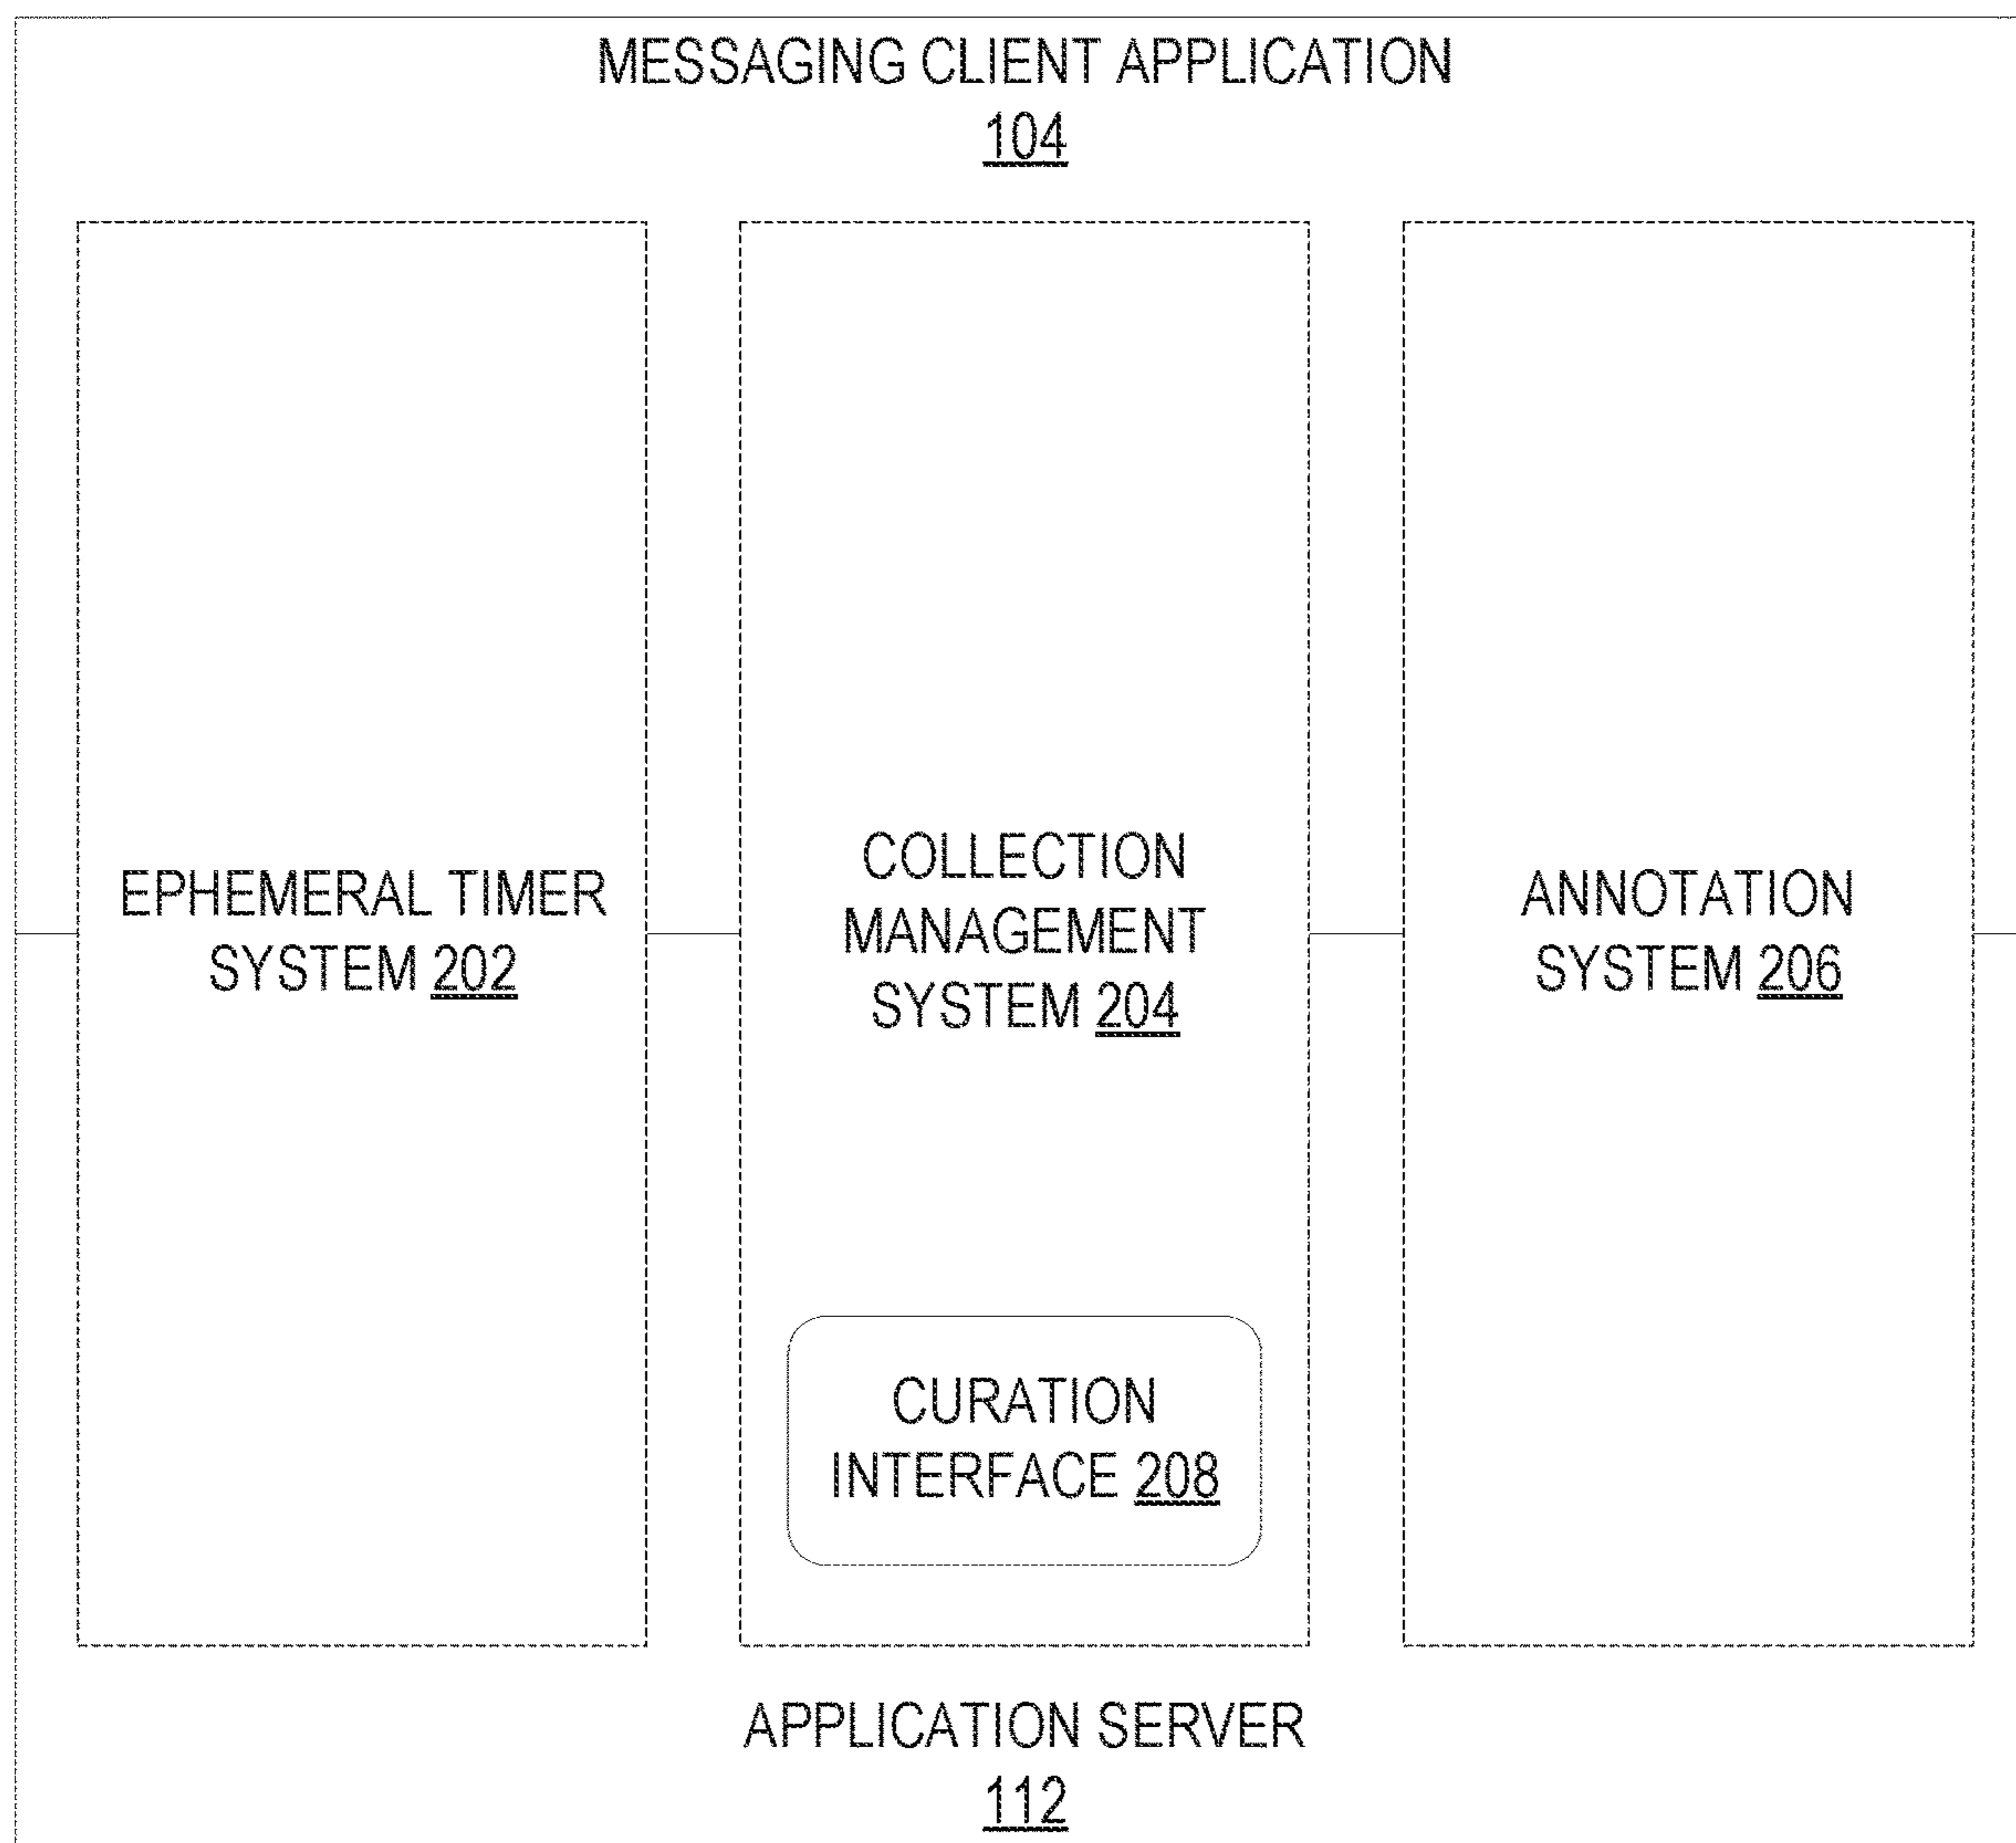 MESSAGING CLIENT APPLICATION
104
EPHEMERAL TIMER
SYSTEM 202
COLLECTION
MANAGEMENT
SYSTEM 204
ANNOTATION
SYSTEM 206
CURATION
INTERFACE 208
APPLICATION SERVER
112